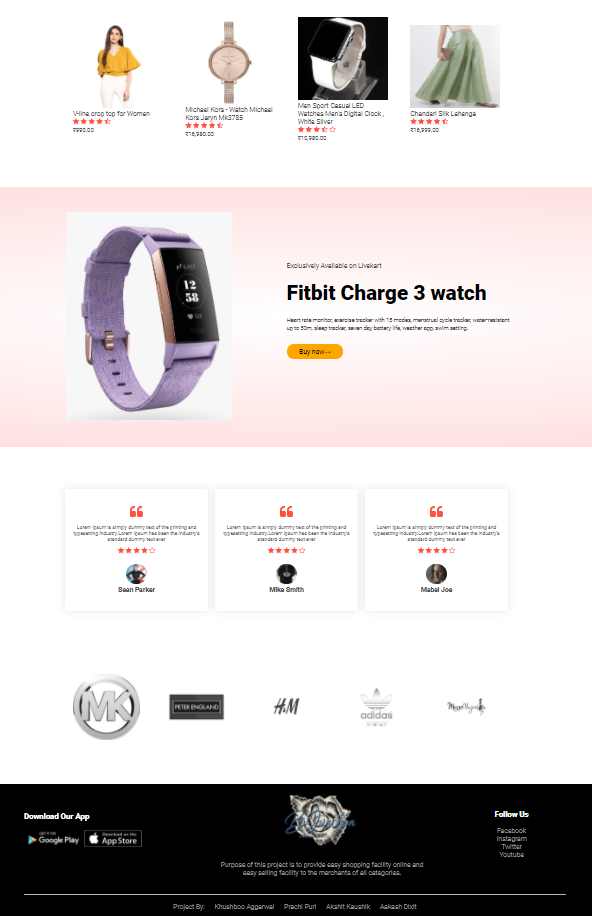 V-line crop top for Women
₹990.00
Michael Kors - Watch Michael
Kors Jaryn Mk3785
₹16,980.00
Men Sport Casual LED
Watches Men's Digital Clock ,
White Silver
₹10,980.00
Chanderi Silk Lehenga
₹16,999.00
12
58
Exclusively Available on Livekart
Fitbit Charge 3 watch
Heart rate monitor, exercise tracker with 15 modes, menstrual cycle tracker, water-resistant
up to 50m, sleep tracker, seven day battery life, weather app, swim setting,
Buy now→
Lorem Ipsum is simply dummy text of the printing and
typesetting industry.Lorem Ipsum has been the industry's
standard dummy text ever
Sean Parker
Lorem Ipsum is simply dummy text of the printing and
typesetting industry.Lorem Ipsum has been the industry's
standard dummy text ever
Mike Smith
Lorem Ipsum is simply dummy text of the printing and
typesetting industry.Lorem Ipsum has been the industry's
standard dummy text ever
Mabel Joe
MK
PETER ENGLAND
H&M
adidas
Download Our App
GET IT ON
Google Play
Download on the
App Store
Purpose of this project is to provide easy shopping facility online and
easy selling facility to the merchants of all categories.
Follow Us
Facebook
Instagram
Twitter
Youtube
Project By: Khushboo Aggarwal Prachi Puri Akshit Kaushik Aakash Dixit